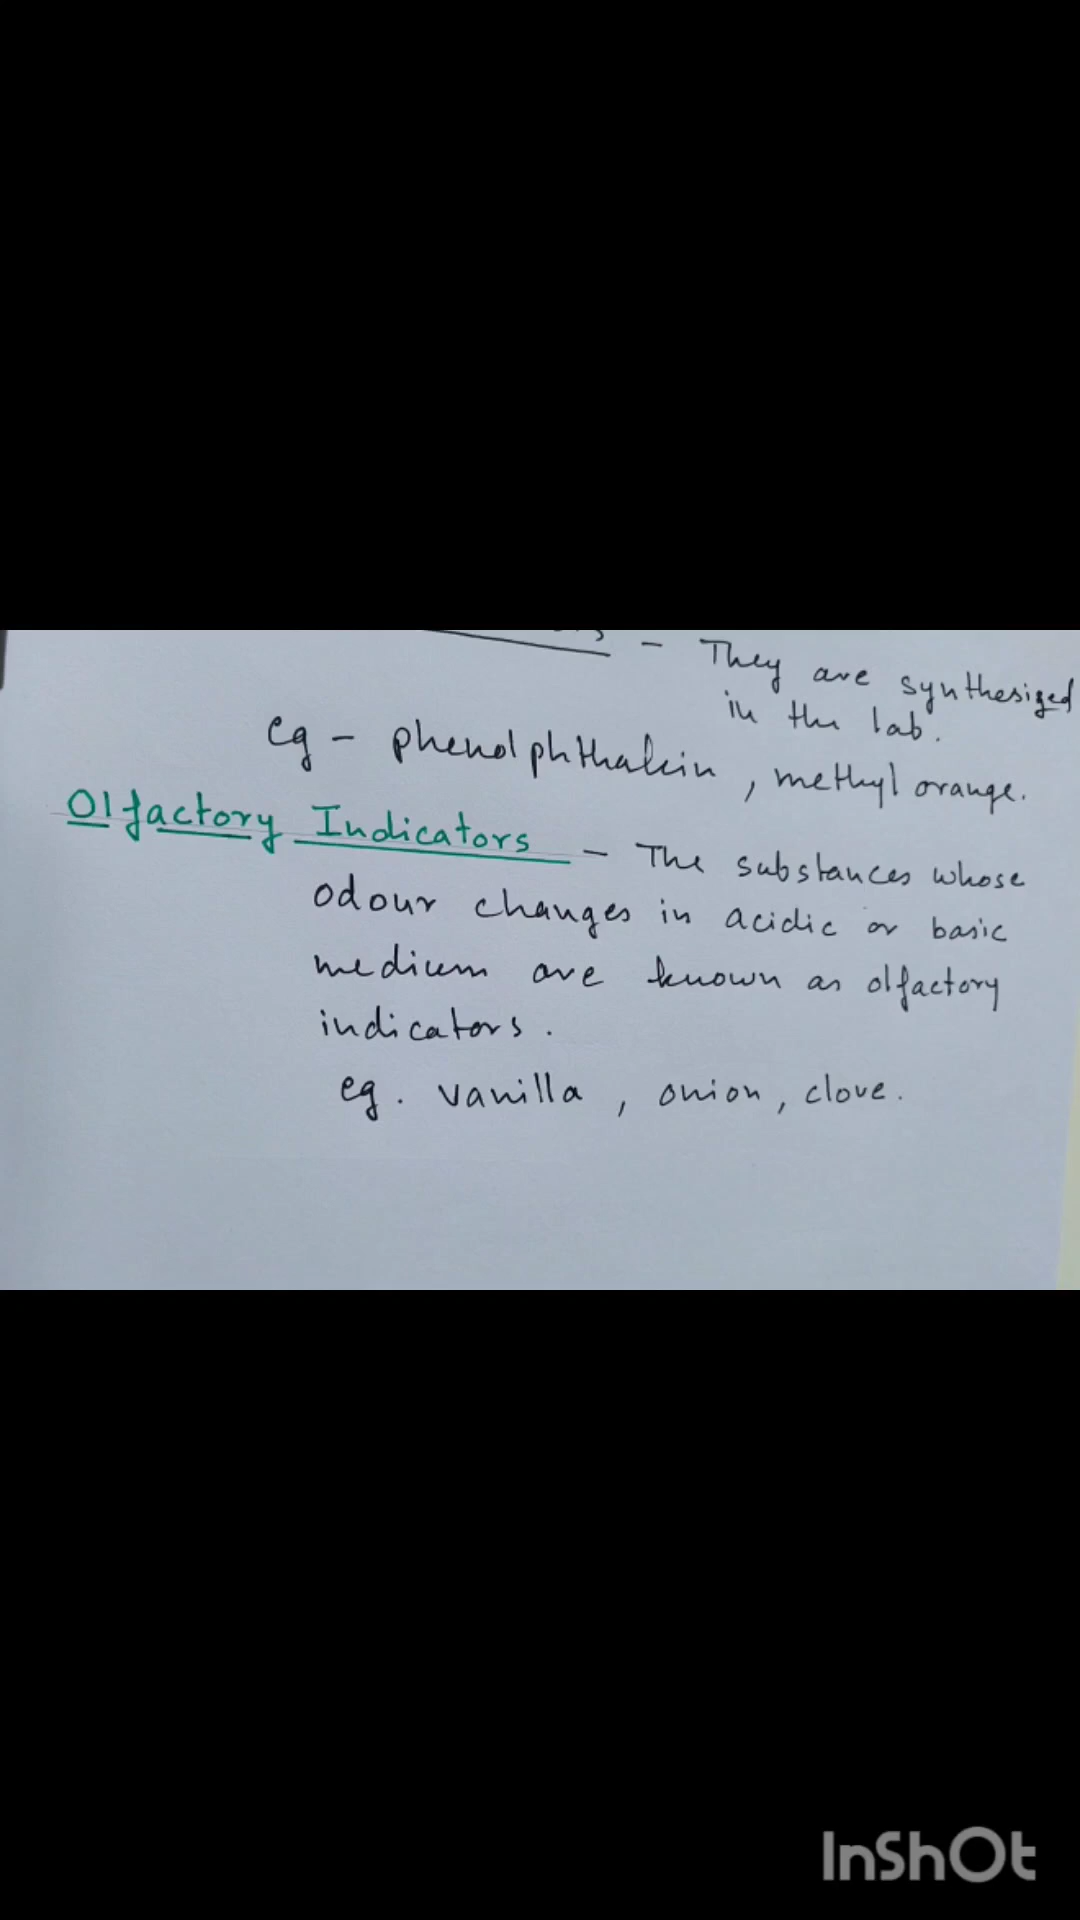 - They are synthesized
in the lab.
eg - phenolphthalein, methyl orange.
Olfactory Indicators - The substances whose
odour changes in acidic or basic
medium are known as olfactory
indicators.
eg. vanilla, onion, clove.
InShOt